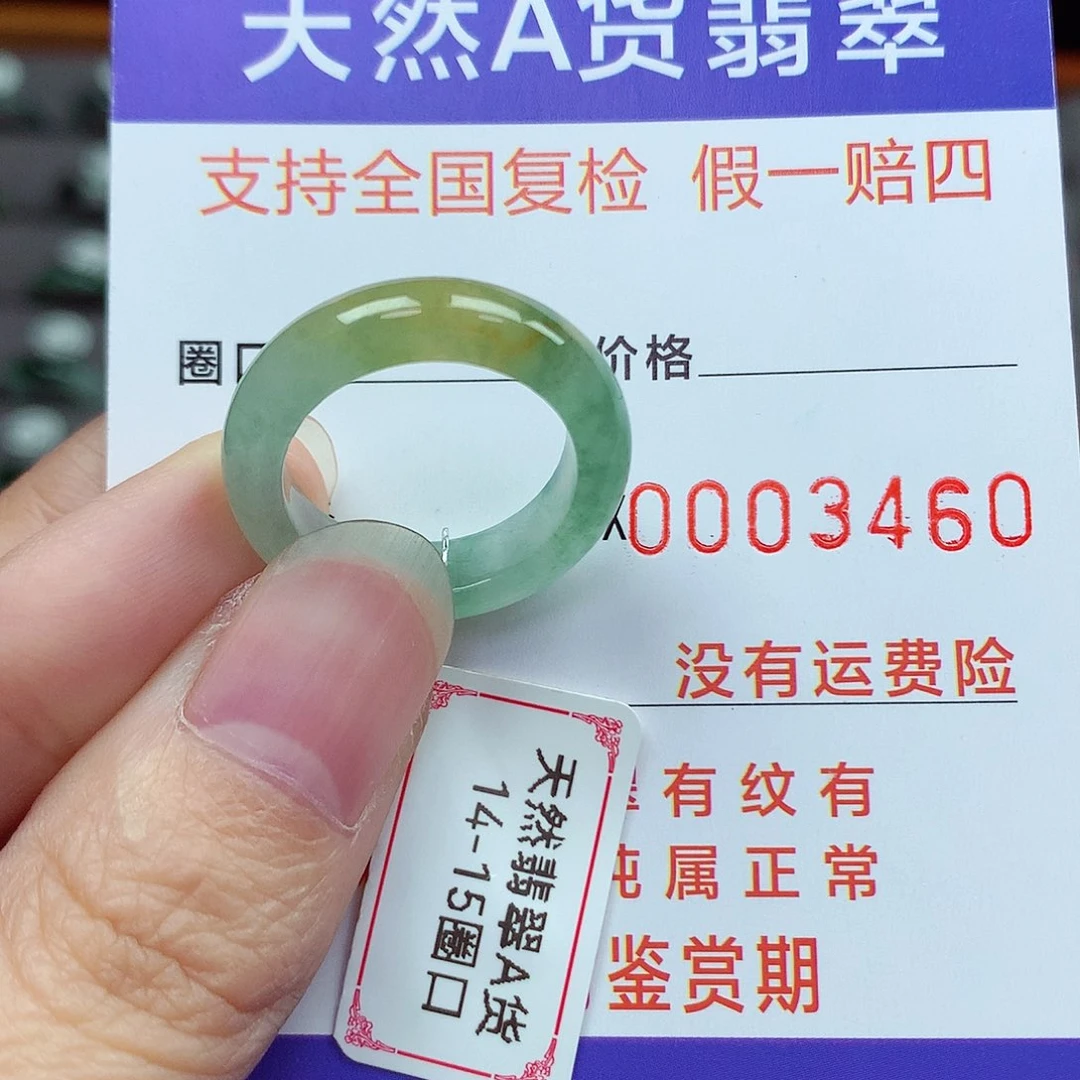 天然A货翡翠
支持全国复检 假一赔四
圈口 价格
0003460
没有运费险
有纹有
纯属正常
鉴赏期
天然翡翠A货
14-15圈口